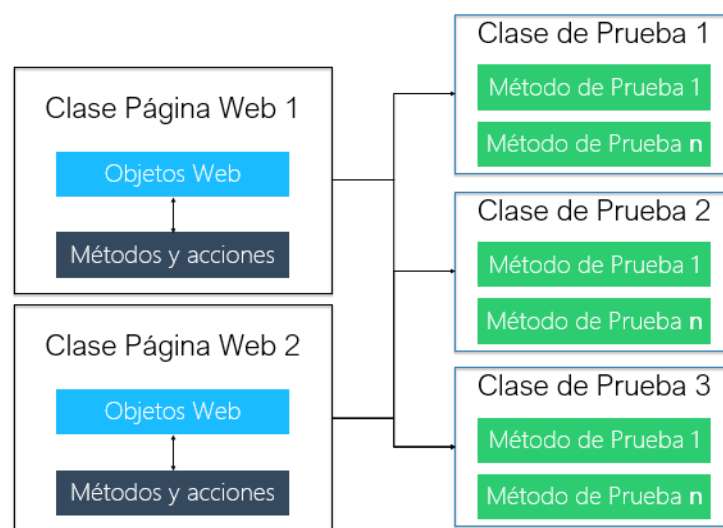 Clase Página Web 1
Objetos Web
Métodos y acciones
Clase Página Web 2
Objetos Web
Métodos y acciones
Clase de Prueba 1
Método de Prueba 1
Método de Prueba n
Clase de Prueba 2
Método de Prueba 1
Método de Prueba n
Clase de Prueba 3
Método de Prueba 1
Método de Prueba n